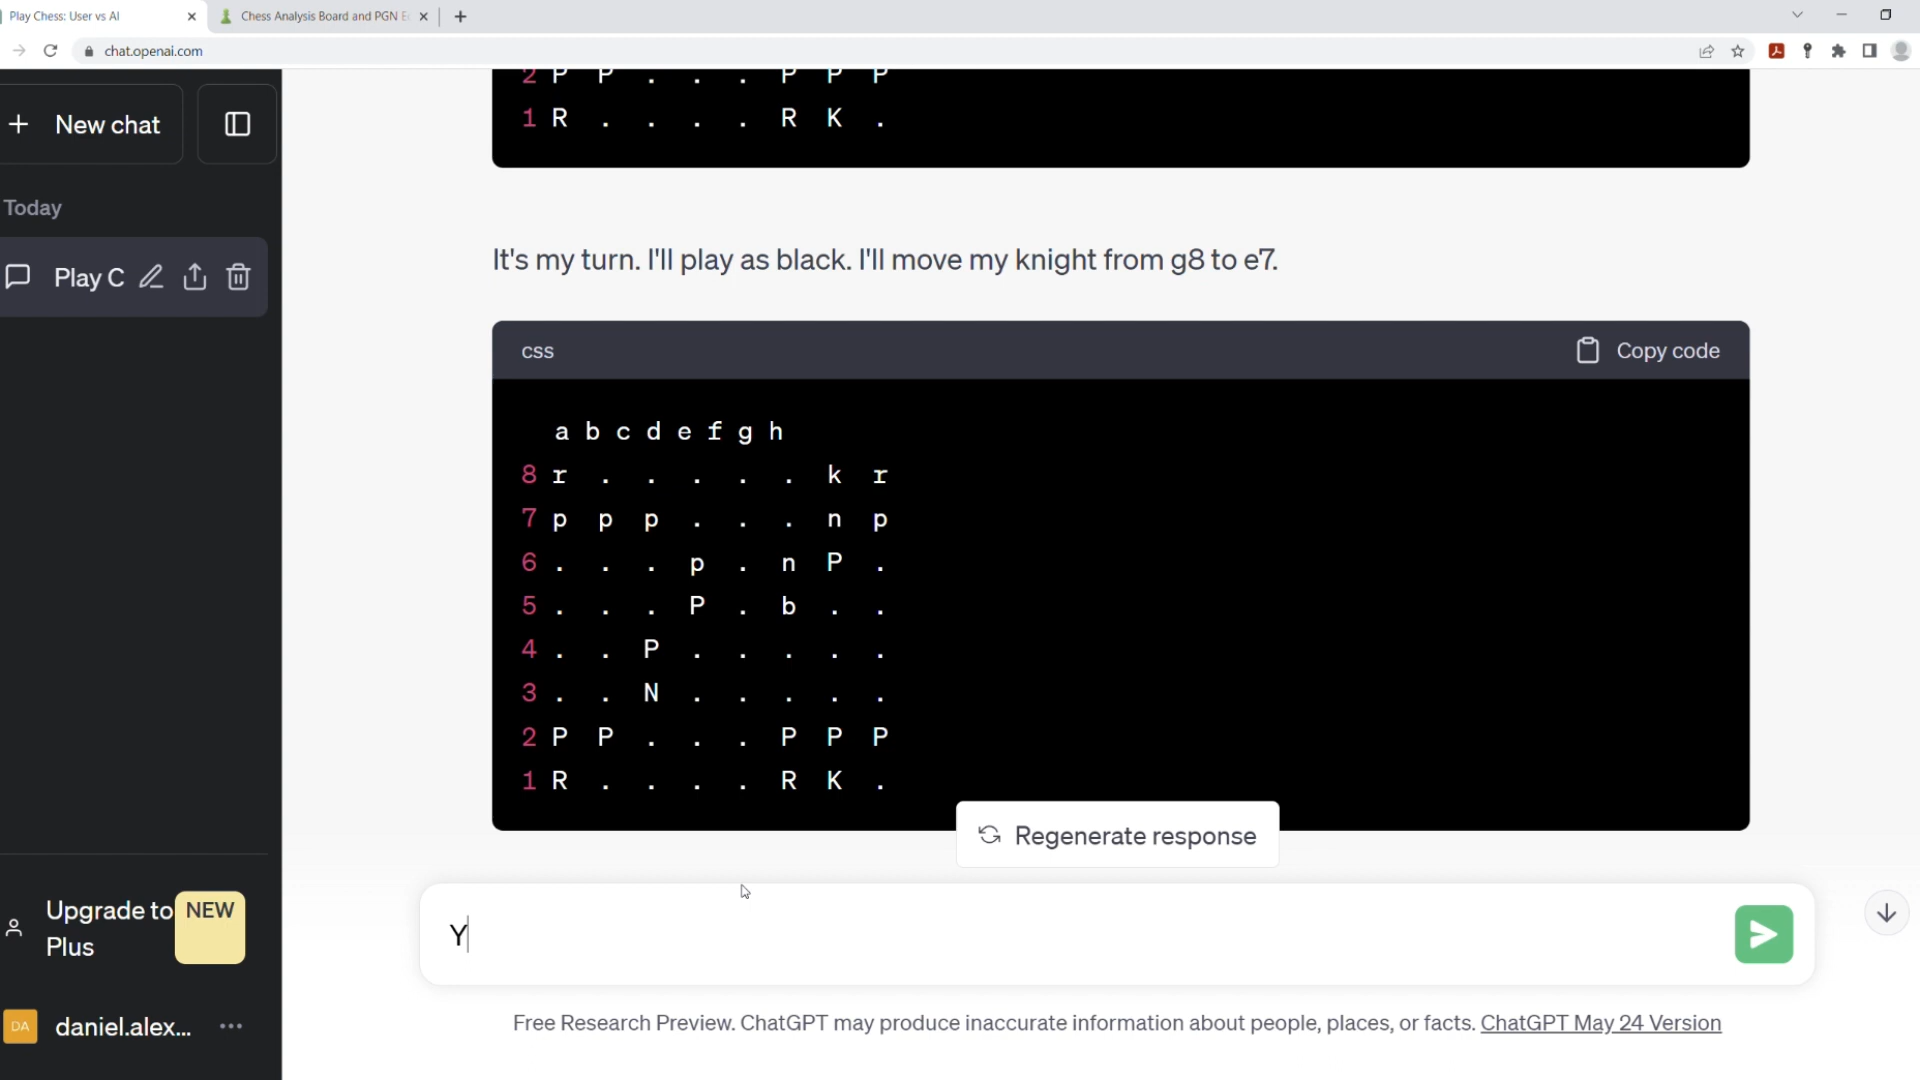 Play Chess: User vs AI
Chess Analysis Board and PGN E
chat.openai.com
2 P P . . . P P P
1 R . . . . R K .
New chat
Today
Play C
It's my turn. I'll play as black. I'll move my knight from g8 to e7.
css
Copy code
a b c d e f g h
8 r . . . . . k r
7 p p p . . . n p
6 . . . p . n P .
5 . . . P . b . .
4 . . P . . . . .
3 . . N . . . . .
2 P P . . . P P P
1 R . . . . R K .
Regenerate response
Upgrade to Plus
NEW
Y
DA
daniel.alex...
Free Research Preview. ChatGPT may produce inaccurate information about people, places, or facts. ChatGPT May 24 Version